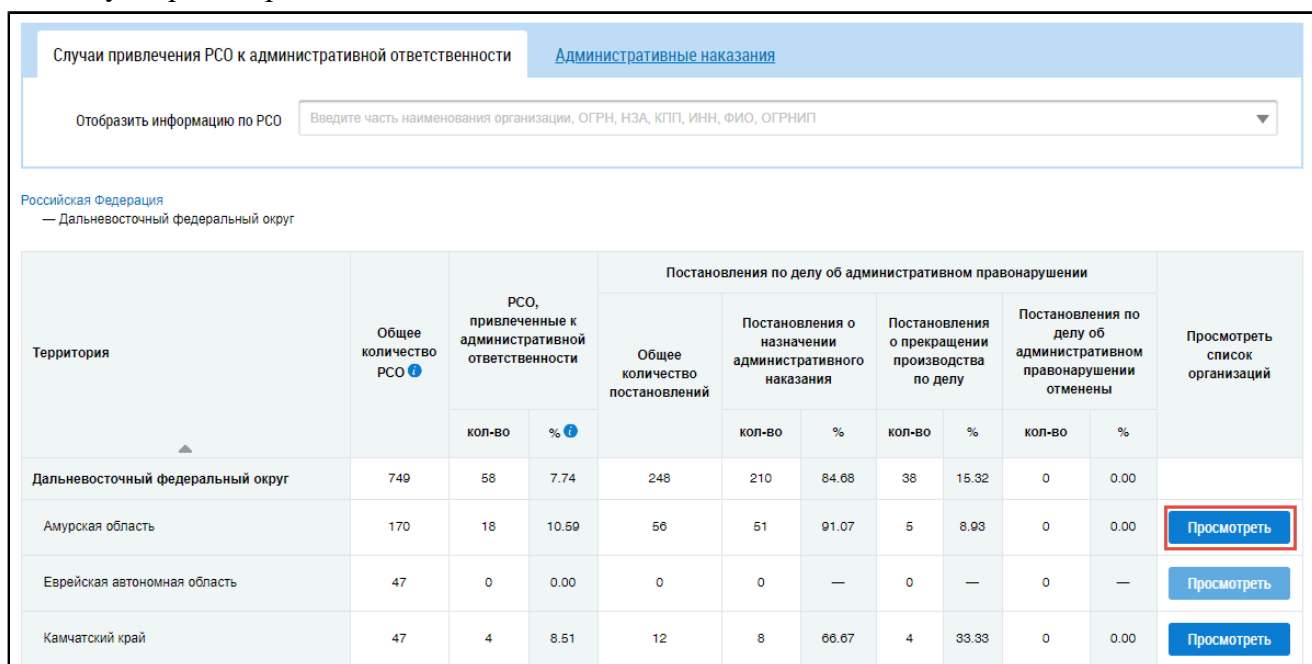 Случаи привлечения РСО к административной ответственности
Административные наказания
Отобразить информацию по РСО
Введите часть наименования организации, ОГРН, НЗА, КПП, ИНН, ФИО, ОГРНИП
Российская Федерация
— Дальневосточный федеральный округ
Территория
Общее
количество
РСО
РСО,
привлеченные к
административной
ответственности
Постановления по делу об административном правонарушении
Общее
количество
постановлений
Постановления о
назначении
административного
наказания
Постановления
о прекращении
производства
по делу
Постановления по
делу об
административном
правонарушении
отменены
Просмотреть
список
организаций
кол-во % кол-во % кол-во % кол-во %
Дальневосточный федеральный округ 749 58 7.74 248 210 84.68 38 15.32 0 0.00
Амурская область 170 18 10.59 56 51 91.07 5 8.93 0 0.00 Просмотреть
Еврейская автономная область 47 0 0.00 0 0 — 0 — 0 — Просмотреть
Камчатский край 47 4 8.51 12 8 66.67 4 33.33 0 0.00 Просмотреть